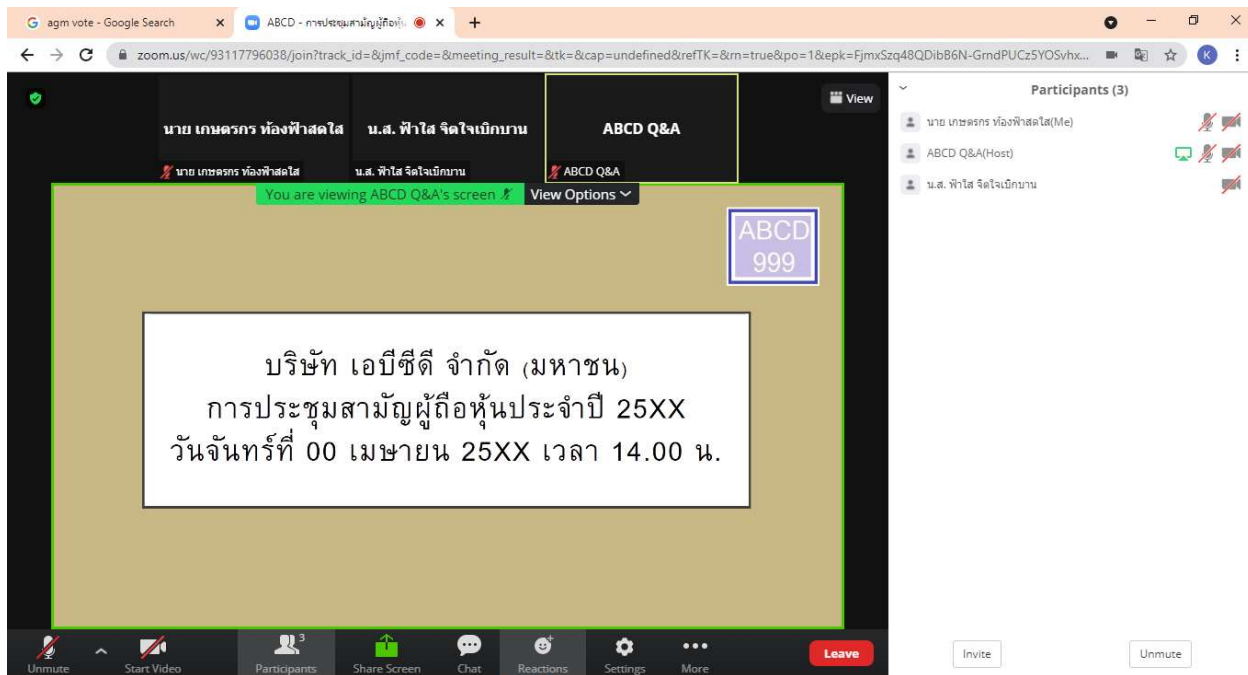 agm vote - Google Search
ABCD - การประชุมสามัญผู้ถือหุ้น
zoom.us/wc/93117796038/join?track_id=&jmf_code=&meeting_result=&tk=&cap=undefined&refTK=&rn=true&po=1&epk=FjmxSzq48QDibB6N-GrndPUCz5YOSvhx...
K
View
นาย เกษตรกร ท้องฟ้าสดใส
น.ส. ฟ้าใส จิตใจเบิกบาน
ABCD Q&A
นาย เกษตรกร ท้องฟ้าสดใส
น.ส. ฟ้าใส จิตใจเบิกบาน
ABCD Q&A
You are viewing ABCD Q&A's screen
View Options
ABCD
999
บริษัท เอบีซีดี จำกัด (มหาชน)
การประชุมสามัญผู้ถือหุ้นประจำปี 25XX
วันจันทร์ที่ 00 เมษายน 25XX เวลา 14.00 น.
Unmute
Start Video
3
Participants
Share Screen
Chat
Reactions
Settings
More
Leave
Participants (3)
นาย เกษตรกร ท้องฟ้าสดใส(Me)
ABCD Q&A(Host)
น.ส. ฟ้าใส จิตใจเบิกบาน
Invite
Unmute